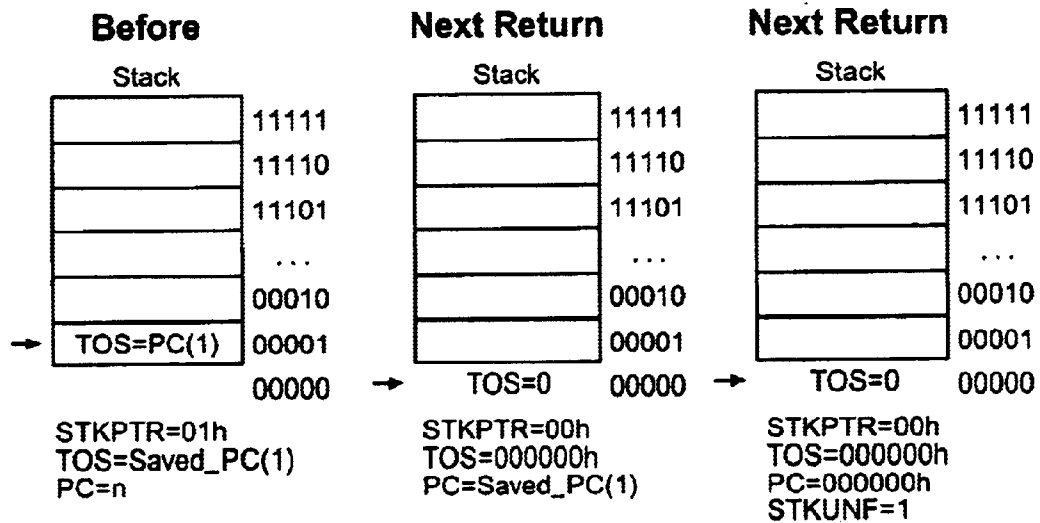 Before
Stack
11111
11110
11101
...
00010
→ TOS=PC(1) 00001
00000
STKPTR=01h
TOS=Saved_PC(1)
PC=n
Next Return
Stack
11111
11110
11101
...
00010
00001
→ TOS=0 00000
STKPTR=00h
TOS=000000h
PC=Saved_PC(1)
Next Return
Stack
11111
11110
11101
...
00010
00001
→ TOS=0 00000
STKPTR=00h
TOS=000000h
PC=000000h
STKUNF=1